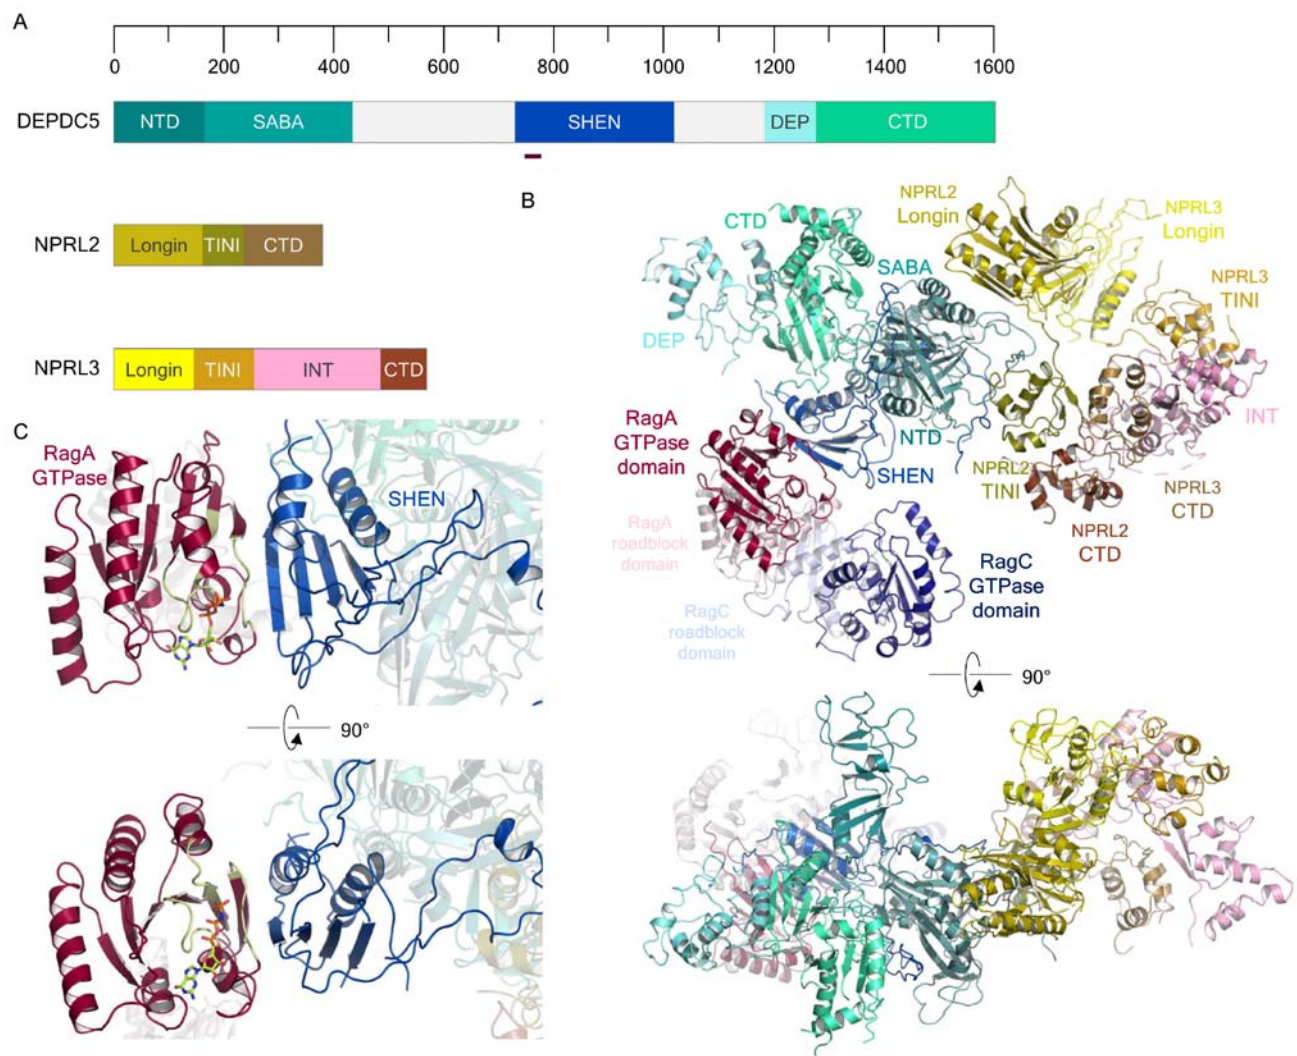 A
0 200 400 600 800 1000 1200 1400 1600
DEPDC5 NTD SABA SHEN DEP CTD
NPRL2 Longin TINI CTD
NPRL3 Longin TINI INT CTD
B
CTD
NPRL2
Longin
NPRL3
Longin
SABA
NPRL3
TINI
DEP
INT
RagA
GTPase
domain
NTD
SHEN
NPRL2
TINI
NPRL3
CTD
NPRL2
CTD
RagA
roadblock
domain
RagC
GTPase
domain
RagC
roadblock
domain
90°
C
RagA
GTPase
SHEN
90°